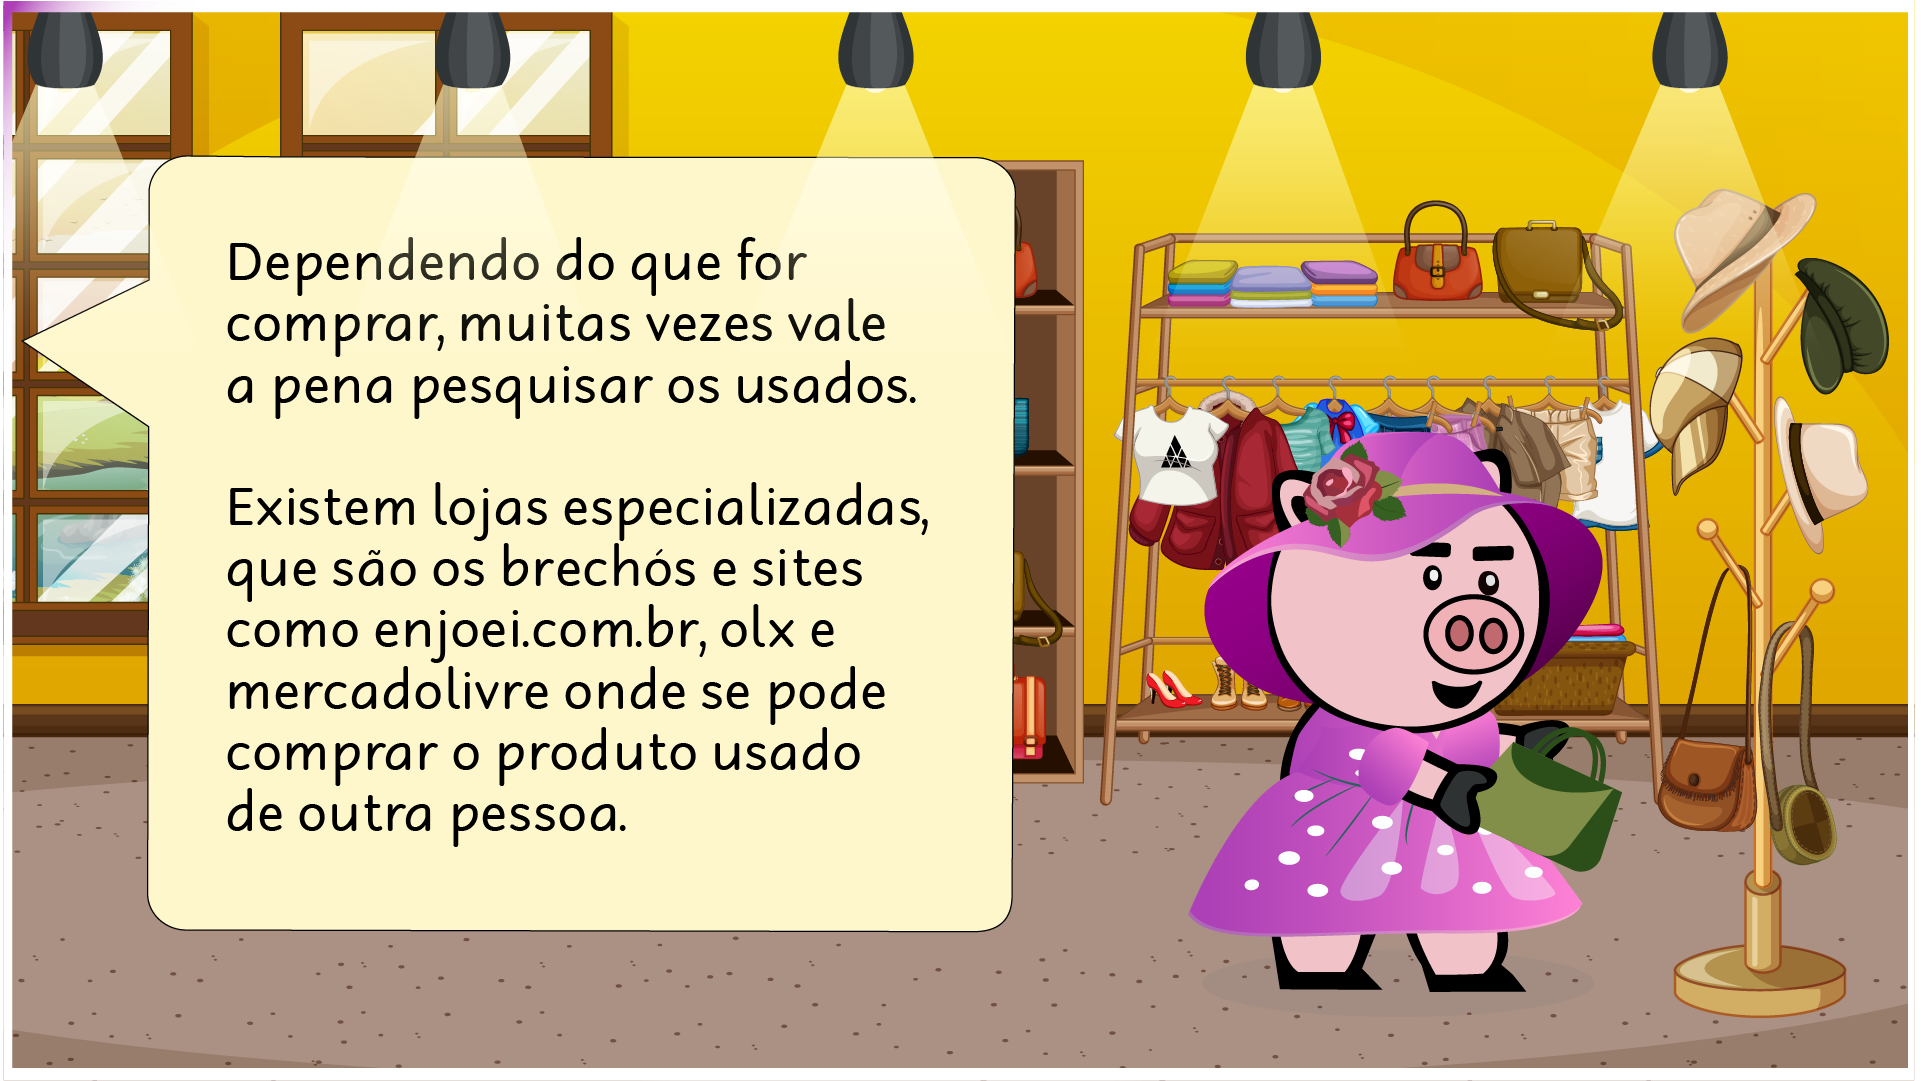 Dependendo do que for
comprar, muitas vezes vale
a pena pesquisar os usados.
Existem lojas especializadas,
que são os brechós e sites
como enjoei.com.br, olx e
mercadolivre onde se pode
comprar o produto usado
de outra pessoa.